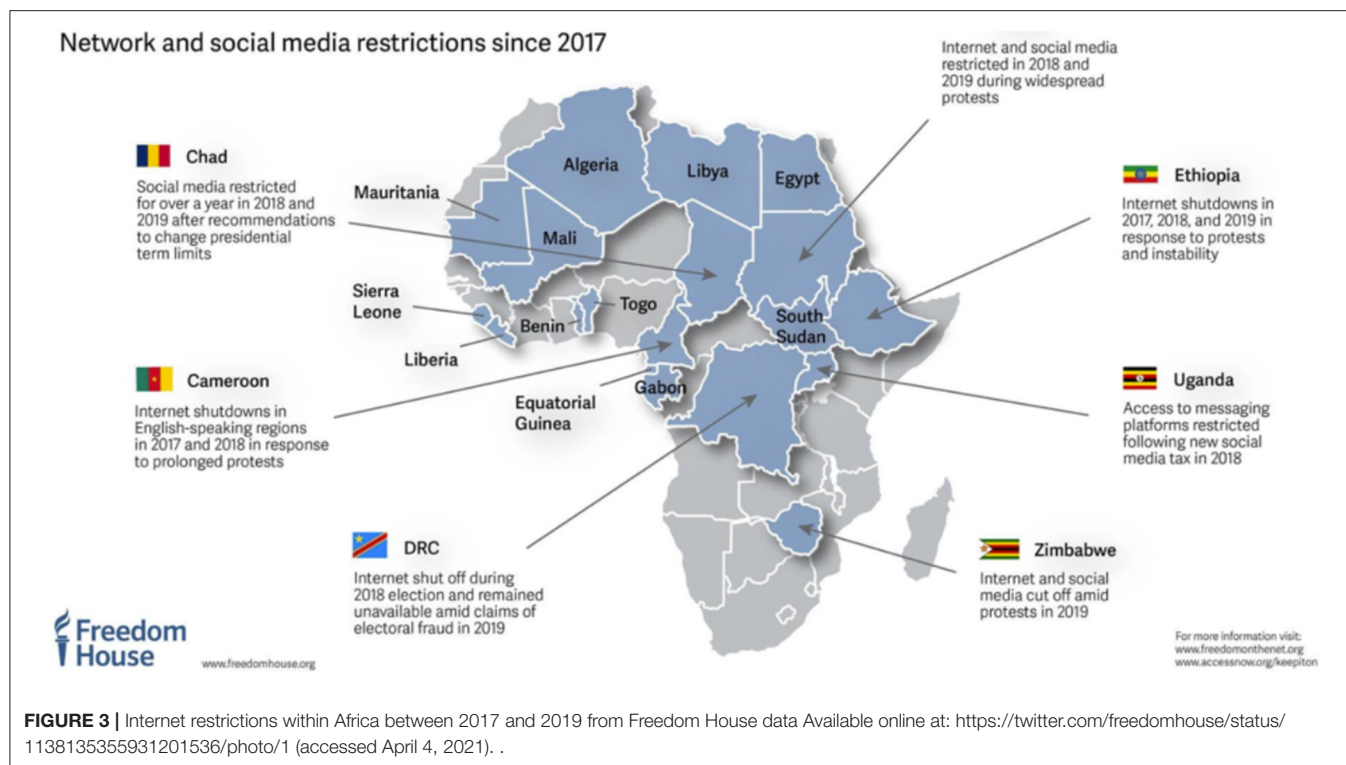 Network and social media restrictions since 2017
Internet and social media
restricted in 2018 and
2019 during widespread
protests
Chad
Social media restricted
for over a year in 2018 and
2019 after recommendations
to change presidential
term limits
Ethiopia
Internet shutdowns in
2017, 2018, and 2019 in
response to protests
and instability
Algeria
Libya
Egypt
Mauritania
Mali
Sierra
Leone
Togo
Benin
Liberia
South
Sudan
Cameroon
Internet shutdowns in
English-speaking regions
in 2017 and 2018 in response
to prolonged protests
Equatorial
Guinea
Gabon
Uganda
Access to messaging
platforms restricted
following new social
media tax in 2018
DRC
Internet shut off during
2018 election and remained
unavailable amid claims of
electoral fraud in 2019
Zimbabwe
Internet and social
media cut off amid
protests in 2019
Freedom
House
www.freedomhouse.org
For more information visit:
www.freedomonthenet.org
www.accessnow.org/keepiton
FIGURE 3 | Internet restrictions within Africa between 2017 and 2019 from Freedom House data Available online at: https://twitter.com/freedomhouse/status/
1138135355931201536/photo/1 (accessed April 4, 2021). .